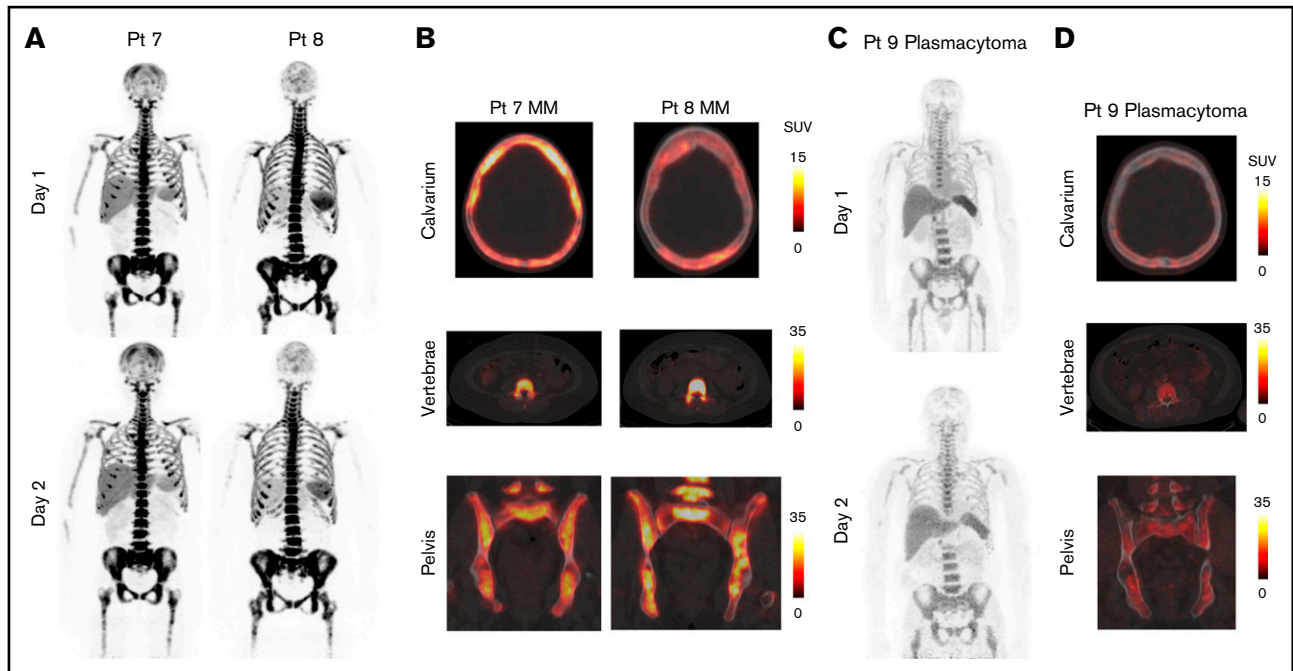 A
Pt 7
Pt 8
Day 1
Day 2
B
Pt 7 MM
Pt 8 MM
SUV
15
0
Calvarium
35
0
Vertebrae
35
0
Pelvis
C
Pt 9 Plasmacytoma
Day 1
Day 2
D
Pt 9 Plasmacytoma
SUV
15
0
Calvarium
35
0
Vertebrae
35
0
Pelvis